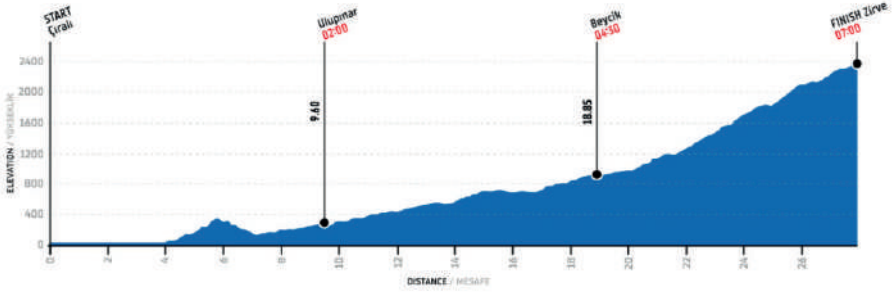 START
Çıralı
Ulupınar
02:00
Beycik
04:30
FINISH Zirve
07:00
9.60
18.85
ELEVATION / YÜKSEKLİK
2400
2000
1600
1200
800
400
0
0 2 4 6 8 10 12 14 16 18 20 22 24 26
DISTANCE / MESAFE